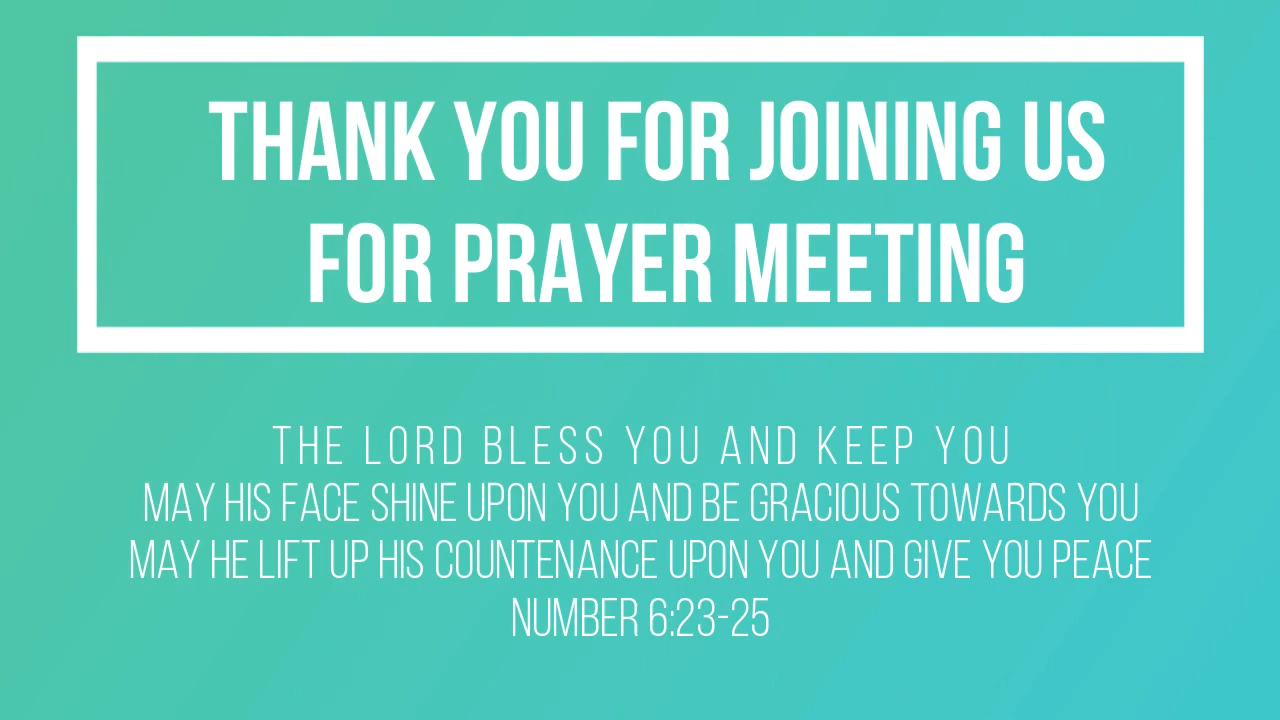 THANK YOU FOR JOINING US
FOR PRAYER MEETING
THE LORD BLESS YOU AND KEEP YOU
MAY HIS FACE SHINE UPON YOU AND BE GRACIOUS TOWARDS YOU
MAY HE LIFT UP HIS COUNTENANCE UPON YOU AND GIVE YOU PEACE
NUMBER 6:23-25